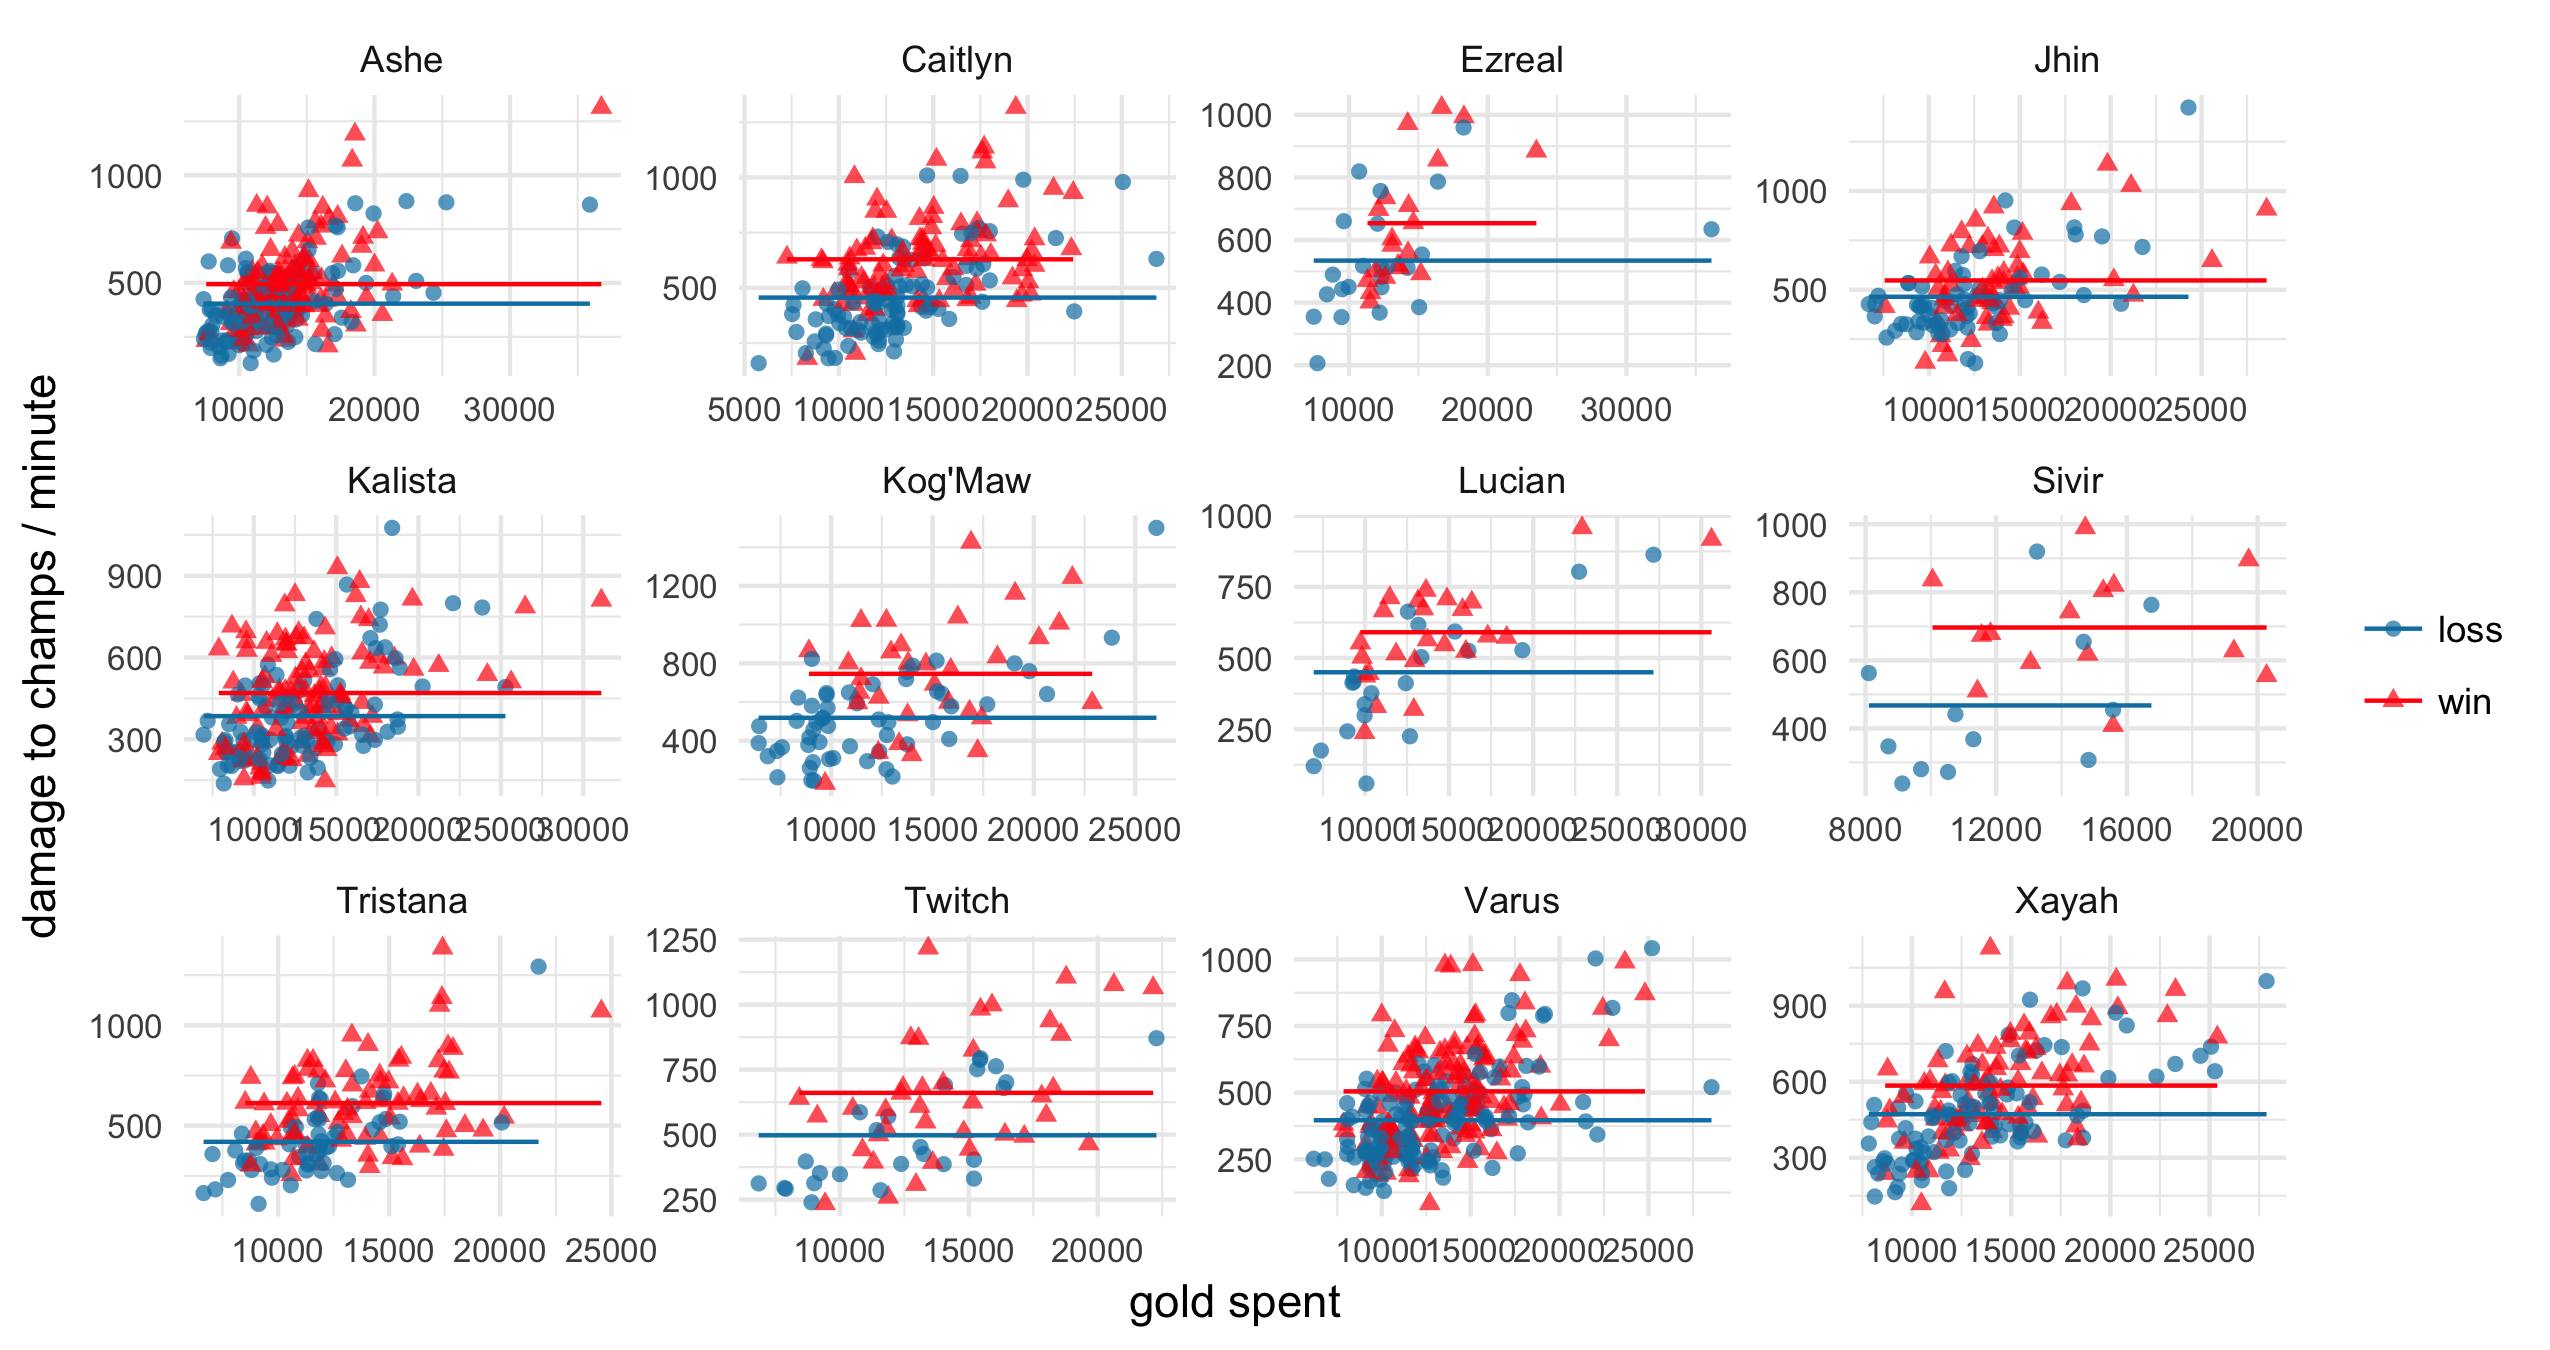 Ashe
Caitlyn
Ezreal
Jhin
1000
500
10000 20000 30000
1000
500
5000 10000 15000 20000 25000
1000
800
600
400
200
10000 20000 30000
1000
500
10000 15000 20000 25000
Kalista
Kog'Maw
Lucian
Sivir
900
600
300
10000 15000 20000 25000 30000
1200
800
400
10000 15000 20000 25000
1000
750
500
250
10000 15000 20000 25000 30000
1000
800
600
400
8000 12000 16000 20000
Tristana
Twitch
Varus
Xayah
1000
500
10000 15000 20000 25000
1250
1000
750
500
250
10000 15000 20000
1000
750
500
250
10000 15000 20000 25000
900
600
300
10000 15000 20000 25000
damage to champs / minute
gold spent
loss
win